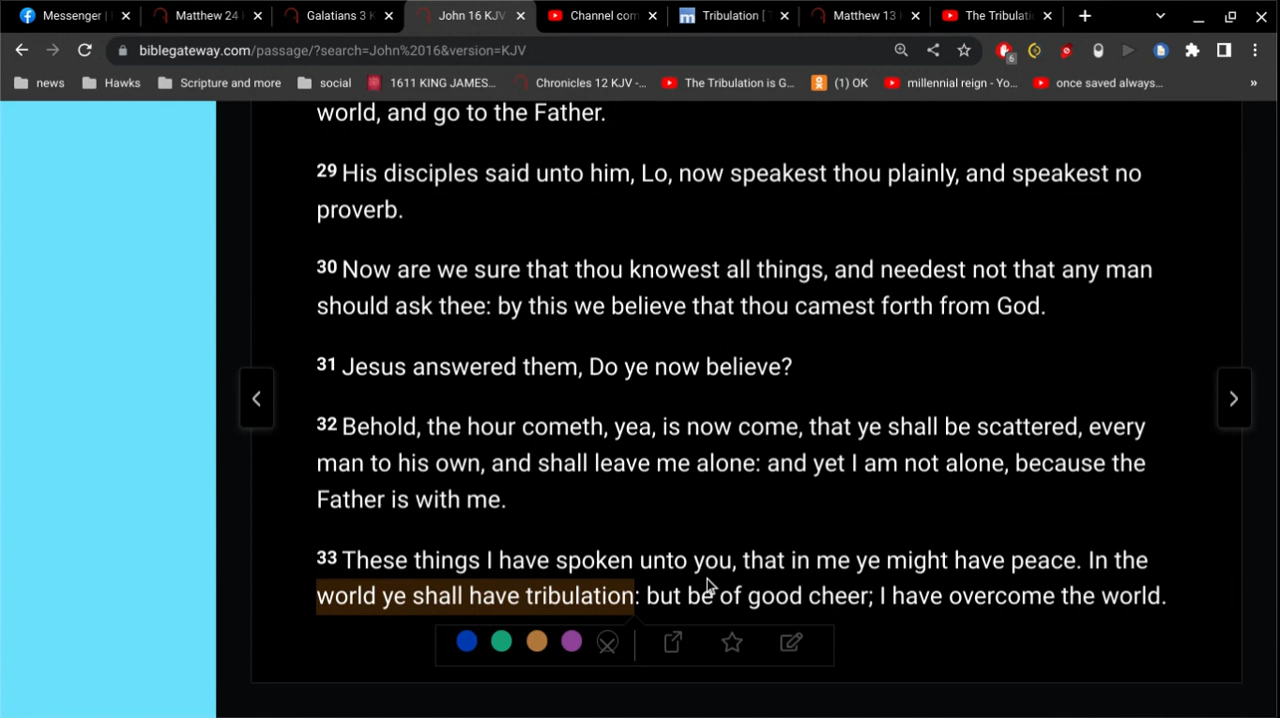 Messenger |
Matthew 24
Galatians 3 K
John 16 KJV
Channel com
Tribulation [ T
Matthew 13
The Tribulati
biblegateway.com/passage/?search=John%2016&version=KJV
6
news
Hawks
Scripture and more
social
1611 KING JAMES...
Chronicles 12 KJV -...
The Tribulation is G...
(1) OK
millennial reign - Yo...
once saved always...
»
world, and go to the Father.
29 His disciples said unto him, Lo, now speakest thou plainly, and speakest no
proverb.
30 Now are we sure that thou knowest all things, and needest not that any man
should ask thee: by this we believe that thou camest forth from God.
31 Jesus answered them, Do ye now believe?
32 Behold, the hour cometh, yea, is now come, that ye shall be scattered, every
man to his own, and shall leave me alone: and yet I am not alone, because the
Father is with me.
33 These things I have spoken unto you, that in me ye might have peace. In the
world ye shall have tribulation: but be of good cheer; I have overcome the world.